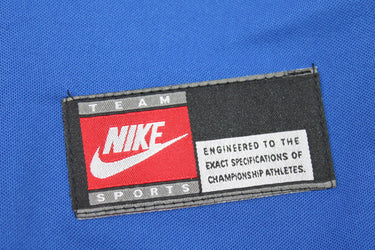 TEAM
NIKE
SPORTS
ENGINEERED TO THE
EXACT SPECIFICATIONS OF
CHAMPIONSHIP ATHLETES.